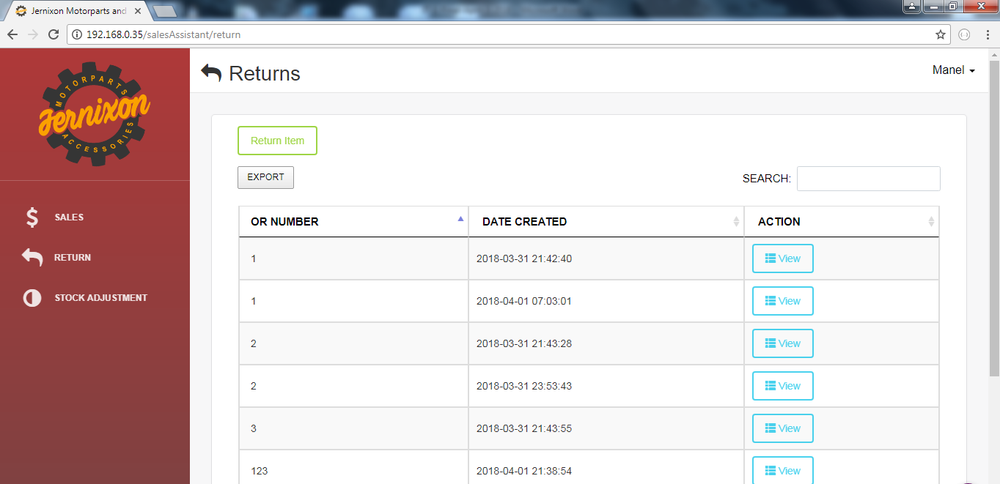 Jernixon Motorparts and
192.168.0.35/salesAssistant/return
MOTORPARTS
Jernixon
ACCESSORIES
Returns
Manel
Return Item
EXPORT
SEARCH:
SALES
RETURN
STOCK ADJUSTMENT
OR NUMBER DATE CREATED ACTION
1 2018-03-31 21:42:40 View
1 2018-04-01 07:03:01 View
2 2018-03-31 21:43:28 View
2 2018-03-31 23:53:43 View
3 2018-03-31 21:43:55 View
123 2018-04-01 21:38:54 View